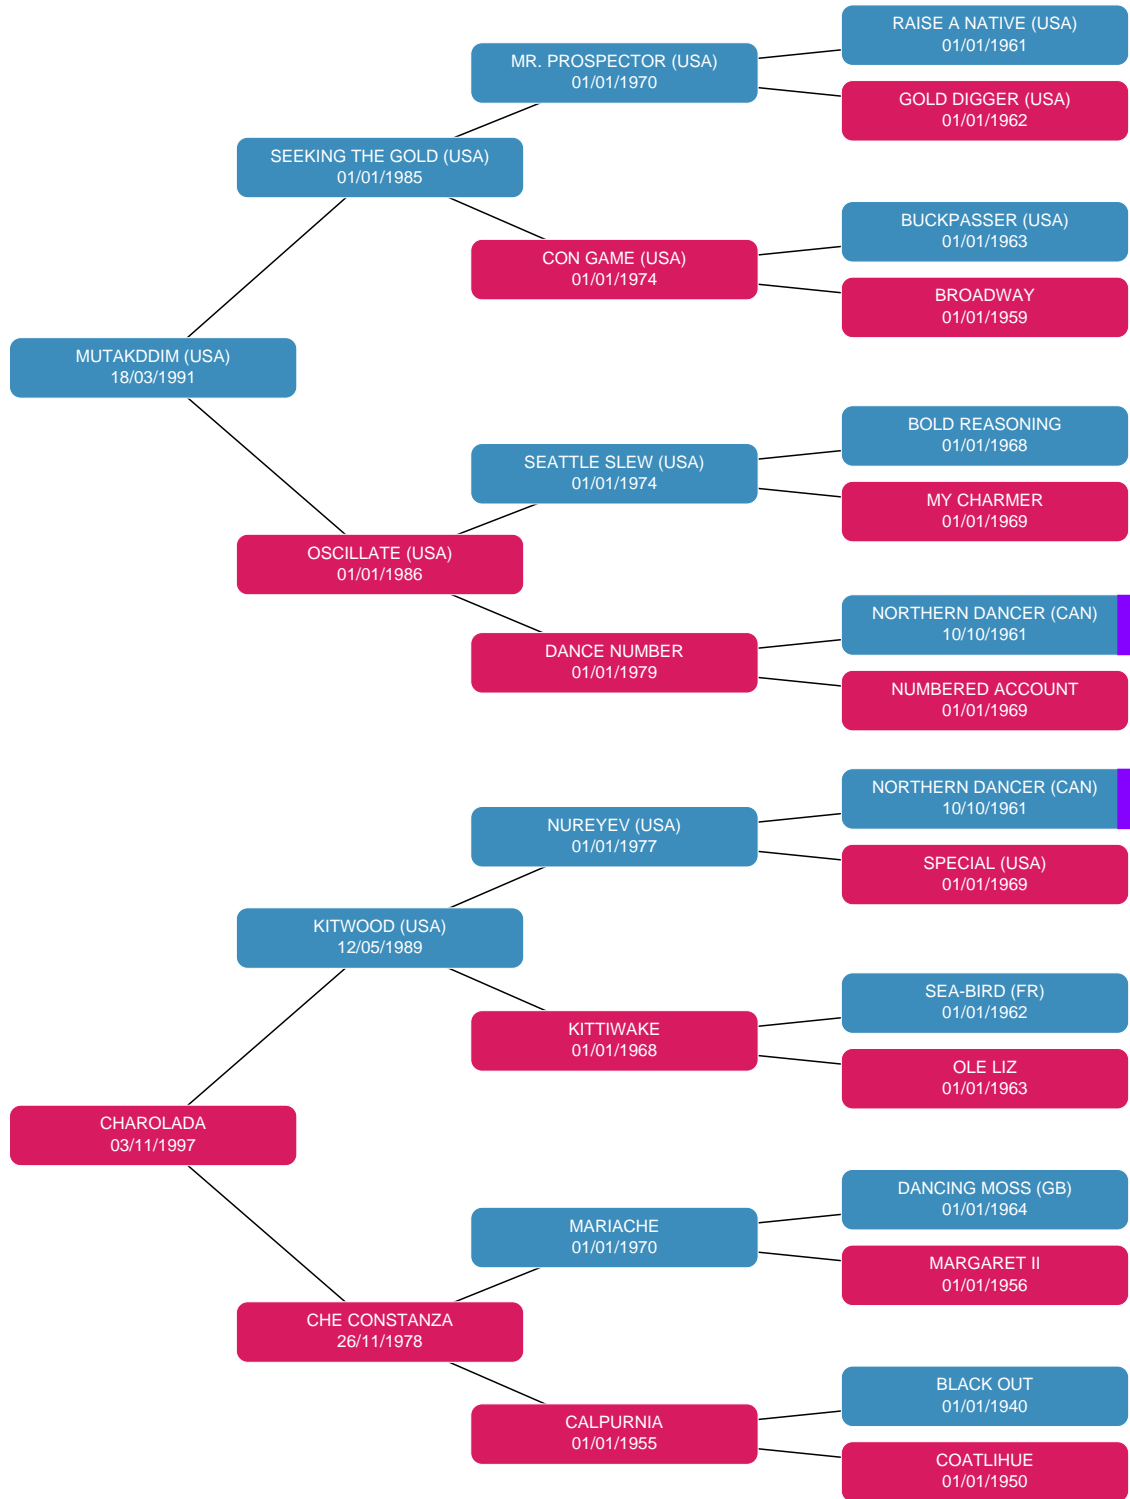 RAISE A NATIVE (USA)
01/01/1961
MR. PROSPECTOR (USA)
01/01/1970
GOLD DIGGER (USA)
01/01/1962
SEEKING THE GOLD (USA)
01/01/1985
BUCKPASSER (USA)
01/01/1963
CON GAME (USA)
01/01/1974
BROADWAY
01/01/1959
MUTAKDDIM (USA)
18/03/1991
BOLD REASONING
01/01/1968
SEATTLE SLEW (USA)
01/01/1974
MY CHARMER
01/01/1969
OSCILLATE (USA)
01/01/1986
NORTHERN DANCER (CAN)
10/10/1961
DANCE NUMBER
01/01/1979
NUMBERED ACCOUNT
01/01/1969
NORTHERN DANCER (CAN)
10/10/1961
NUREYEV (USA)
01/01/1977
SPECIAL (USA)
01/01/1969
KITWOOD (USA)
12/05/1989
SEA-BIRD (FR)
01/01/1962
KITTIWAKE
01/01/1968
OLE LIZ
01/01/1963
CHAROLADA
03/11/1997
DANCING MOSS (GB)
01/01/1964
MARIACHE
01/01/1970
MARGARET II
01/01/1956
CHE CONSTANZA
26/11/1978
BLACK OUT
01/01/1940
CALPURNIA
01/01/1955
COATLIHUE
01/01/1950